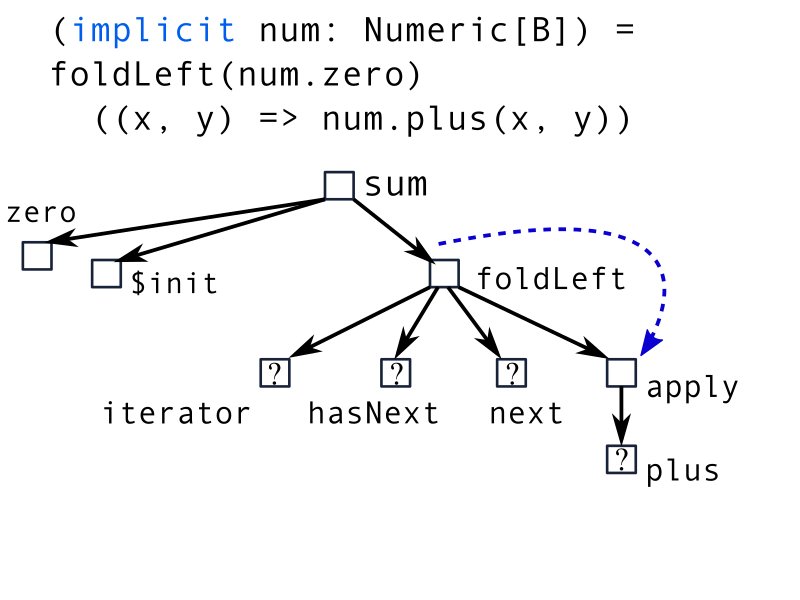 (implicit num: Numeric[B]) =
foldLeft(num.zero)
  ((x, y) => num.plus(x, y))
sum
zero
$init
foldLeft
? ? ?
apply
iterator hasNext next
? plus